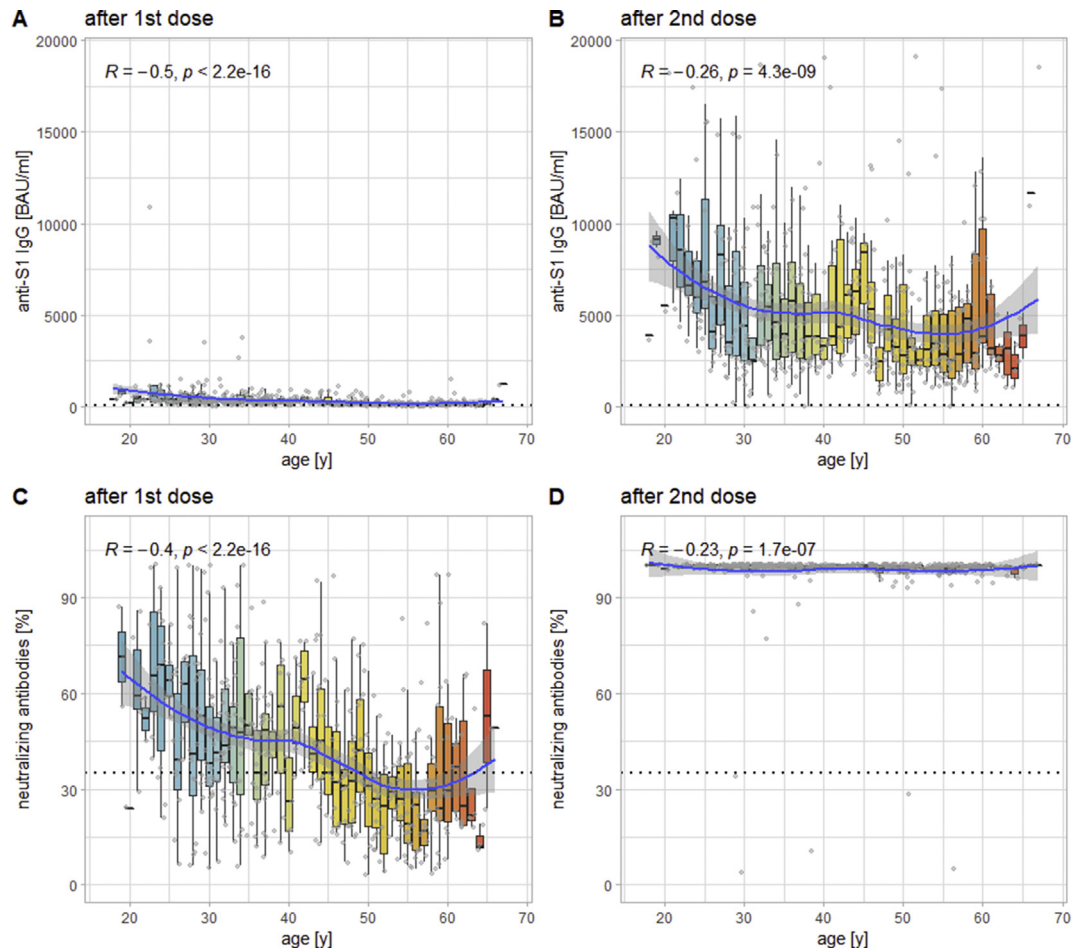 A after 1st dose
R = −0.5, p < 2.2e-16
anti-S1 IgG [BAU/ml]
20000
15000
10000
5000
0
20 30 40 50 60 70
age [y]
B after 2nd dose
R = −0.26, p = 4.3e-09
anti-S1 IgG [BAU/ml]
20000
15000
10000
5000
0
20 30 40 50 60 70
age [y]
C after 1st dose
R = −0.4, p < 2.2e-16
neutralizing antibodies [%]
90
60
30
0
20 30 40 50 60 70
age [y]
D after 2nd dose
R = −0.23, p = 1.7e-07
neutralizing antibodies [%]
90
60
30
0
20 30 40 50 60 70
age [y]